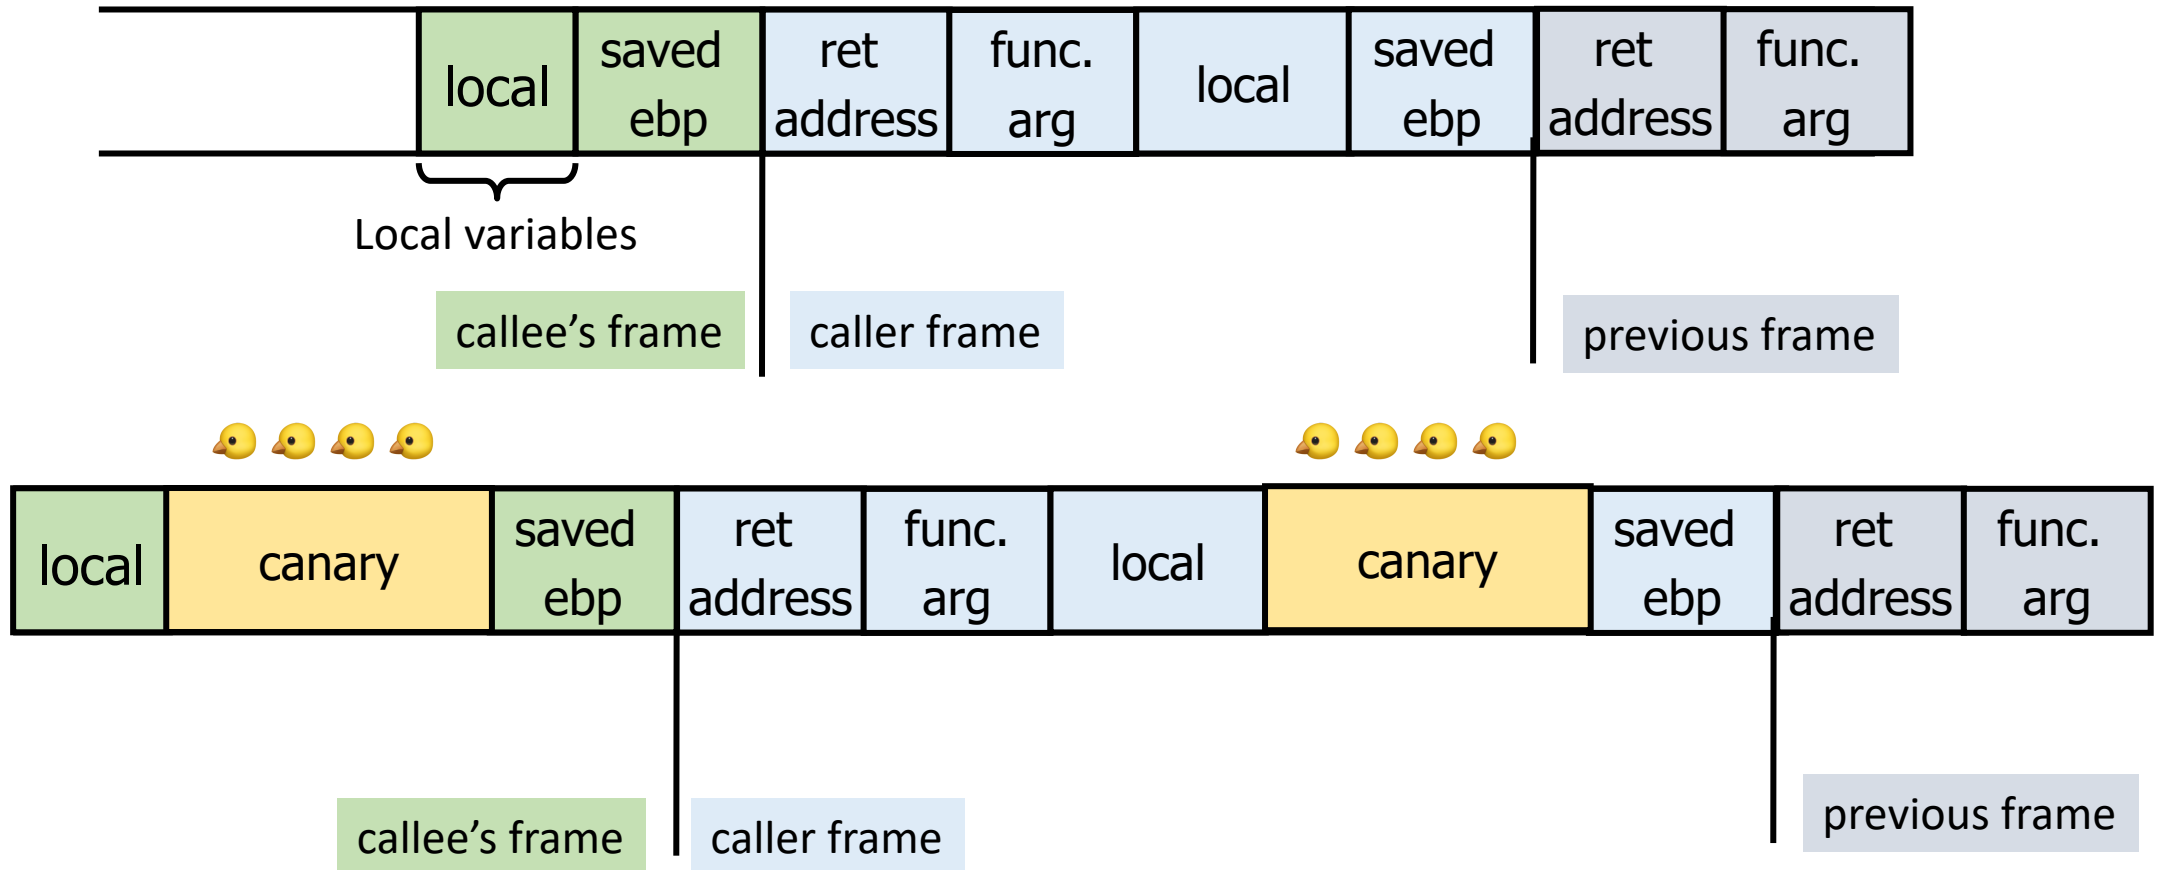 local
saved
ebp
ret
address
func.
arg
local
saved
ebp
ret
address
func.
arg
Local variables
callee’s frame
caller frame
previous frame
local
canary
saved
ebp
ret
address
func.
arg
local
canary
saved
ebp
ret
address
func.
arg
callee’s frame
caller frame
previous frame